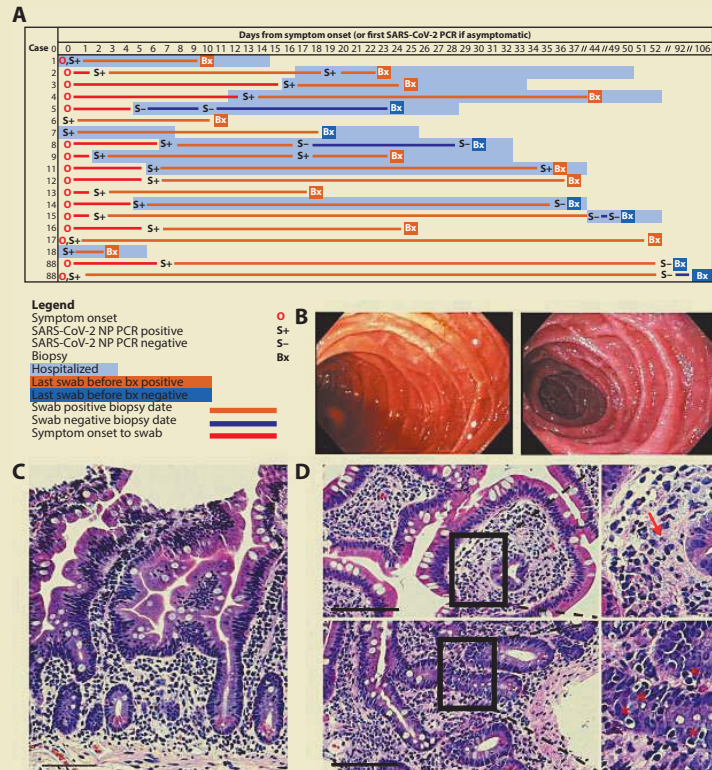 A
Days from symptom onset (or first SARS-CoV-2 PCR if asymptomatic)
Case 0 0 1 2 3 4 5 6 7 8 9 10 11 12 13 14 15 16 17 18 19 20 21 22 23 24 25 26 27 28 29 30 31 32 33 34 35 36 37 // 44 // 49 50 51 52 // 92 // 106
1 O,S+ Bx
2 O S+ S+ Bx
3 O S+ Bx
4 O S+ Bx
5 O S− S− Bx
6 S+ Bx
7 S+ Bx
8 O S+ S− S− Bx
9 O S+ S+ Bx
11 O S+ S+ Bx
12 O S+ Bx
13 O S+ Bx
14 O S+ S− Bx
15 O S+ S− S− Bx
16 O S+ Bx
17 O,S+ Bx
18 S+ Bx
88 O S+ S− Bx
88 O,S+ S− Bx
Legend
Symptom onset O
SARS-CoV-2 NP PCR positive S+
SARS-CoV-2 NP PCR negative S−
Biopsy Bx
Hospitalized
Last swab before bx positive
Last swab before bx negative
Swab positive biopsy date
Swab negative biopsy date
Symptom onset to swab
B
C
D